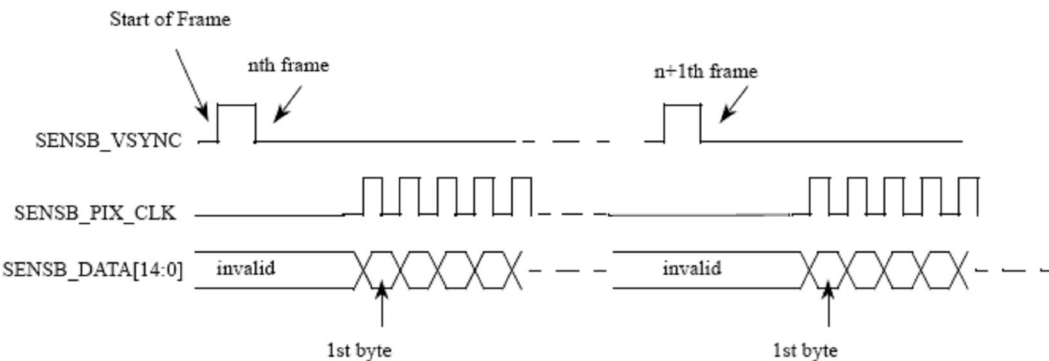 Start of Frame
nth frame
n+1th frame
SENSB_VSYNC
SENSB_PIX_CLK
SENSB_DATA[14:0]
invalid
invalid
1st byte
1st byte